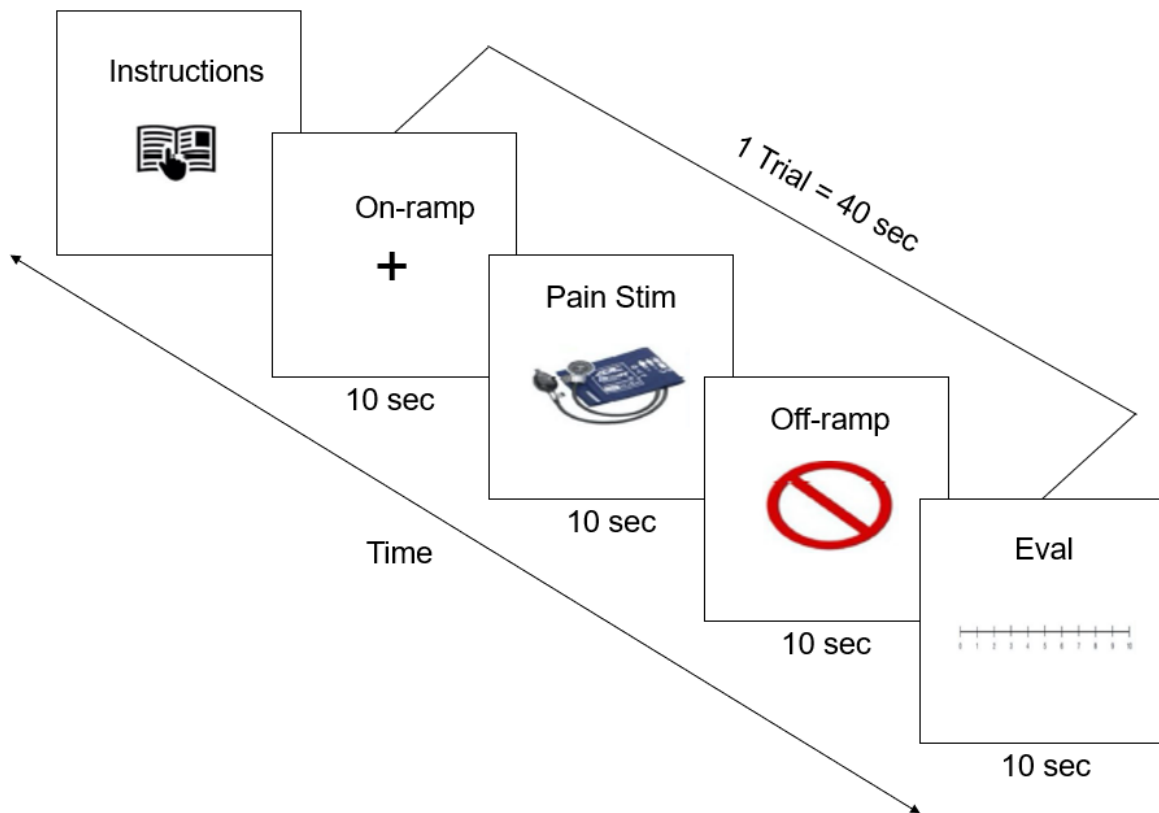 Instructions
On-ramp
+
10 sec
1 Trial = 40 sec
Pain Stim
10 sec
Off-ramp
10 sec
Time
Eval
0 1 2 3 4 5 6 7 8 9 10
10 sec